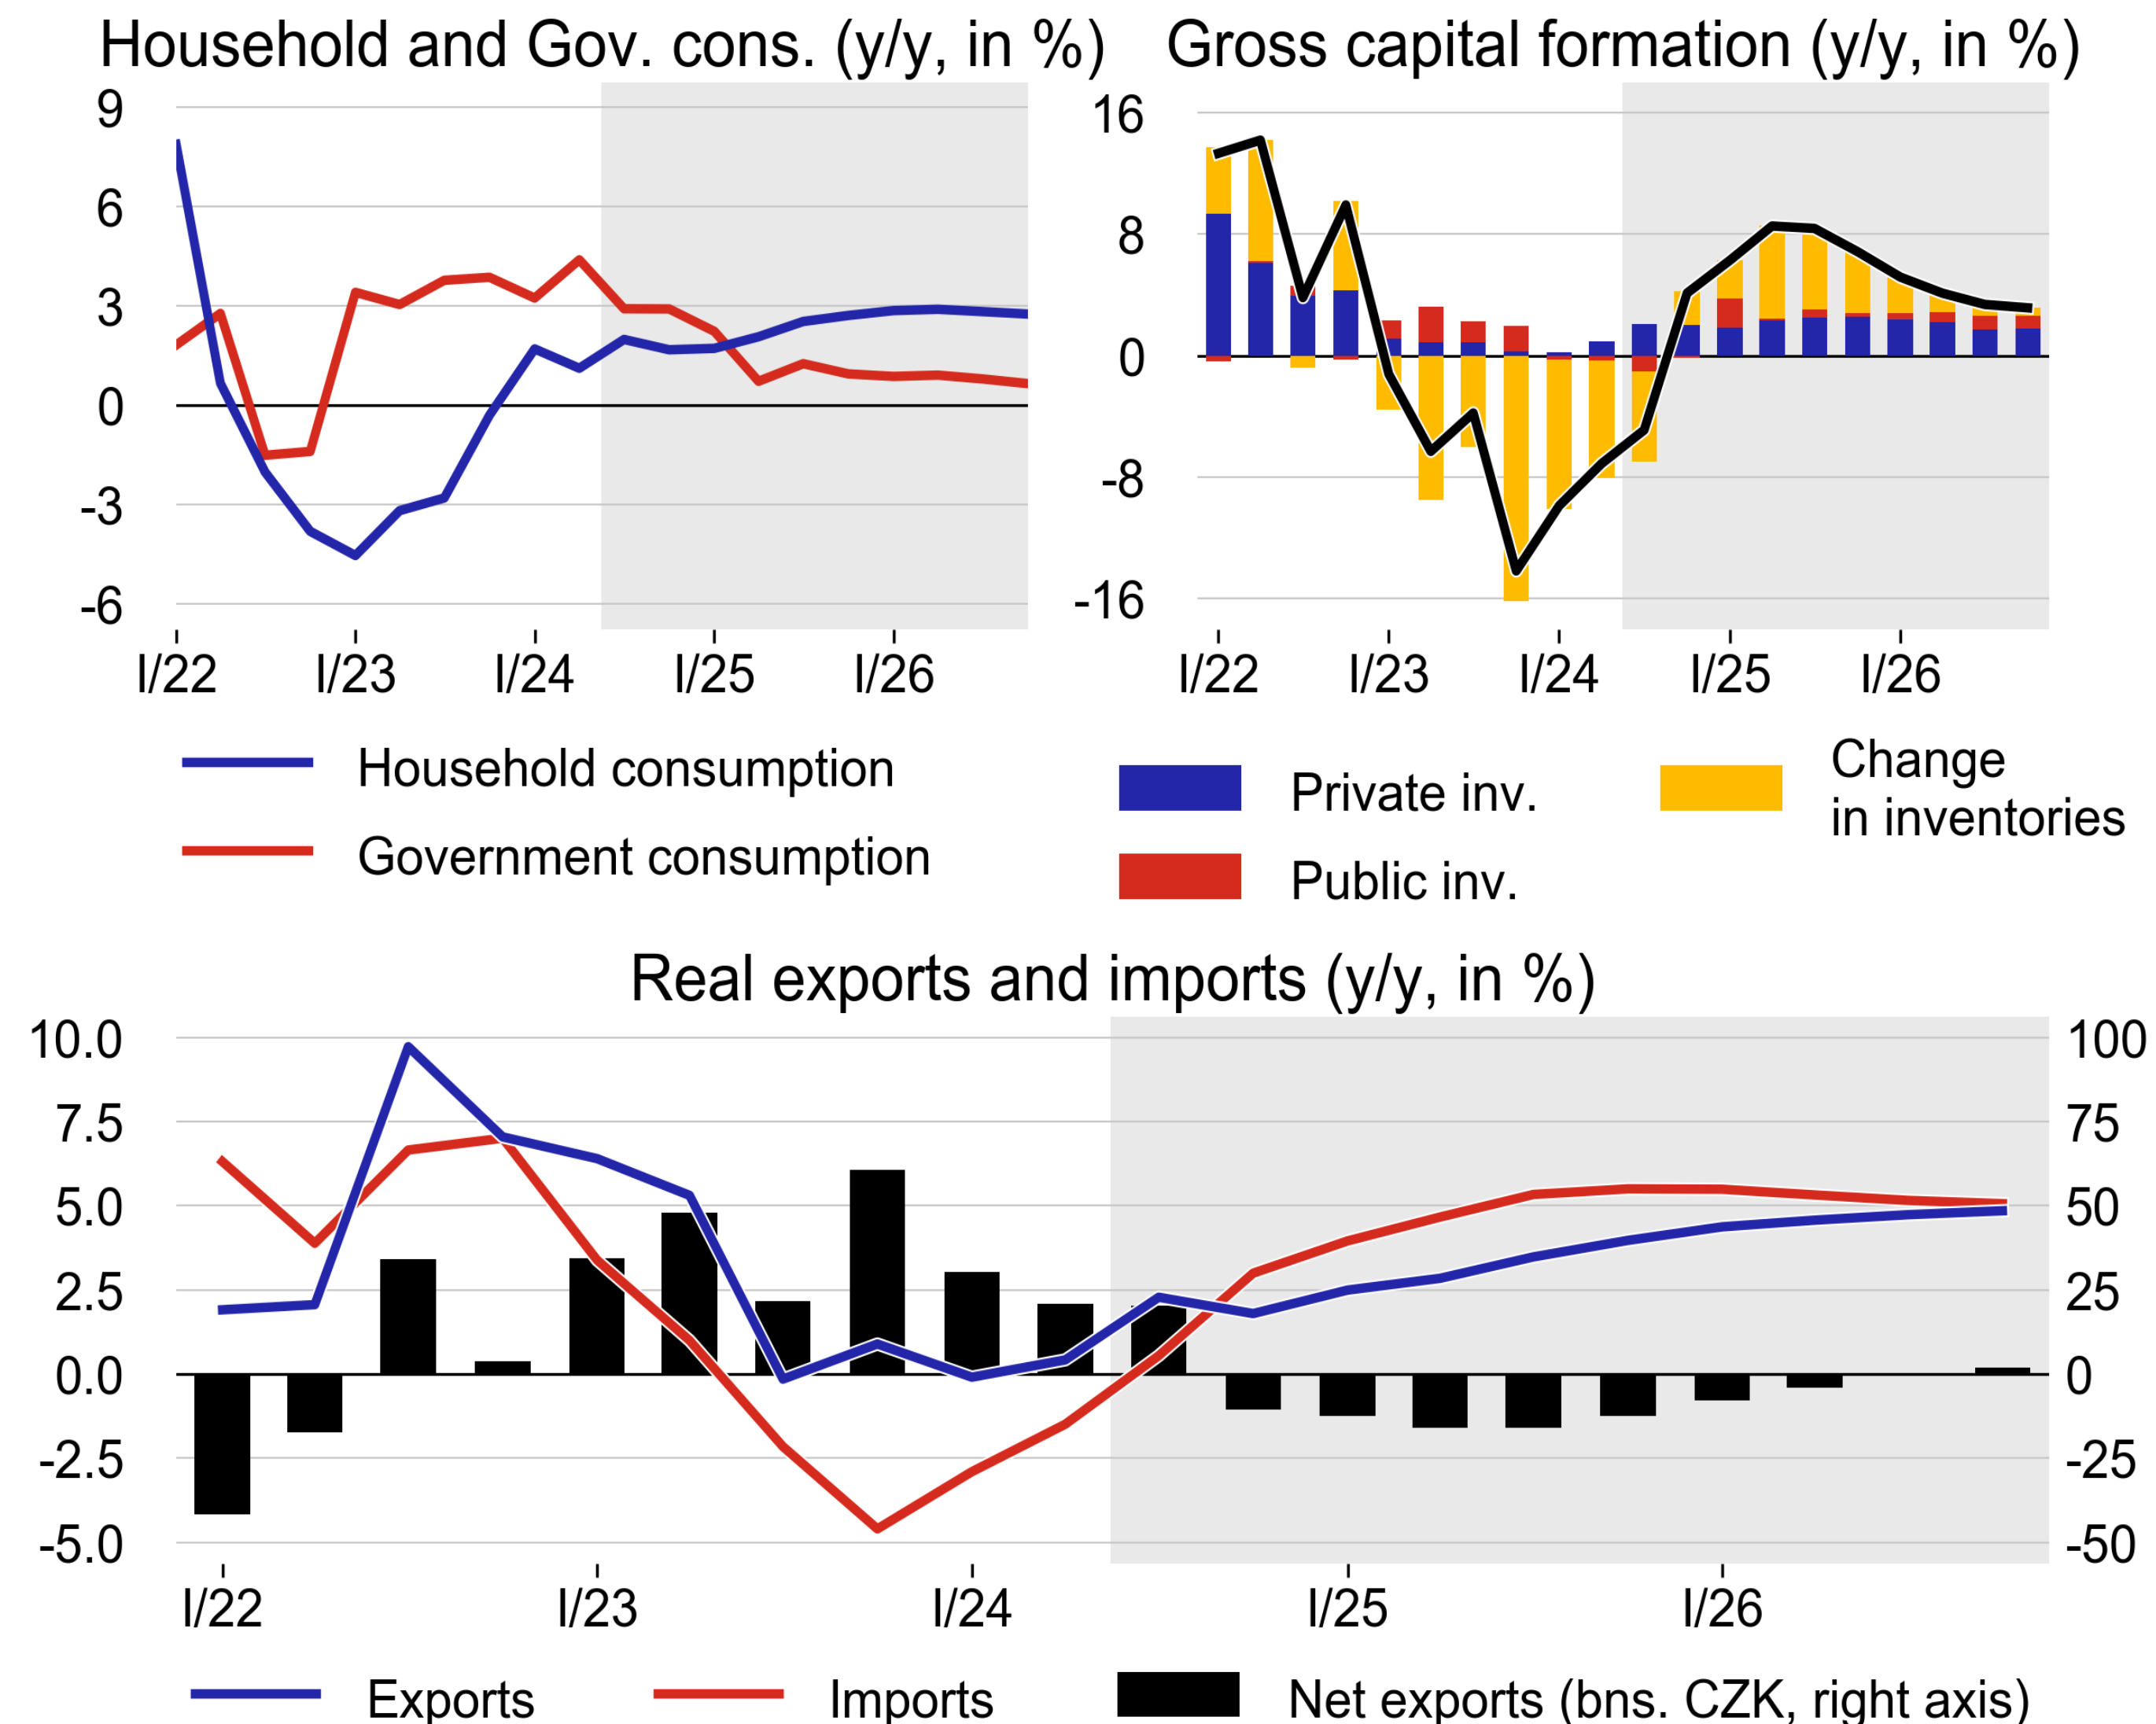 Household and Gov. cons. (y/y, in %)
9
6
3
0
-3
-6
I/22 I/23 I/24 I/25 I/26
Household consumption
Government consumption
Gross capital formation (y/y, in %)
16
8
0
-8
-16
I/22 I/23 I/24 I/25 I/26
Private inv.
Public inv.
Change
in inventories
Real exports and imports (y/y, in %)
10.0 100
7.5 75
5.0 50
2.5 25
0.0 0
-2.5 -25
-5.0 -50
I/22 I/23 I/24 I/25 I/26
Exports Imports Net exports (bns. CZK, right axis)